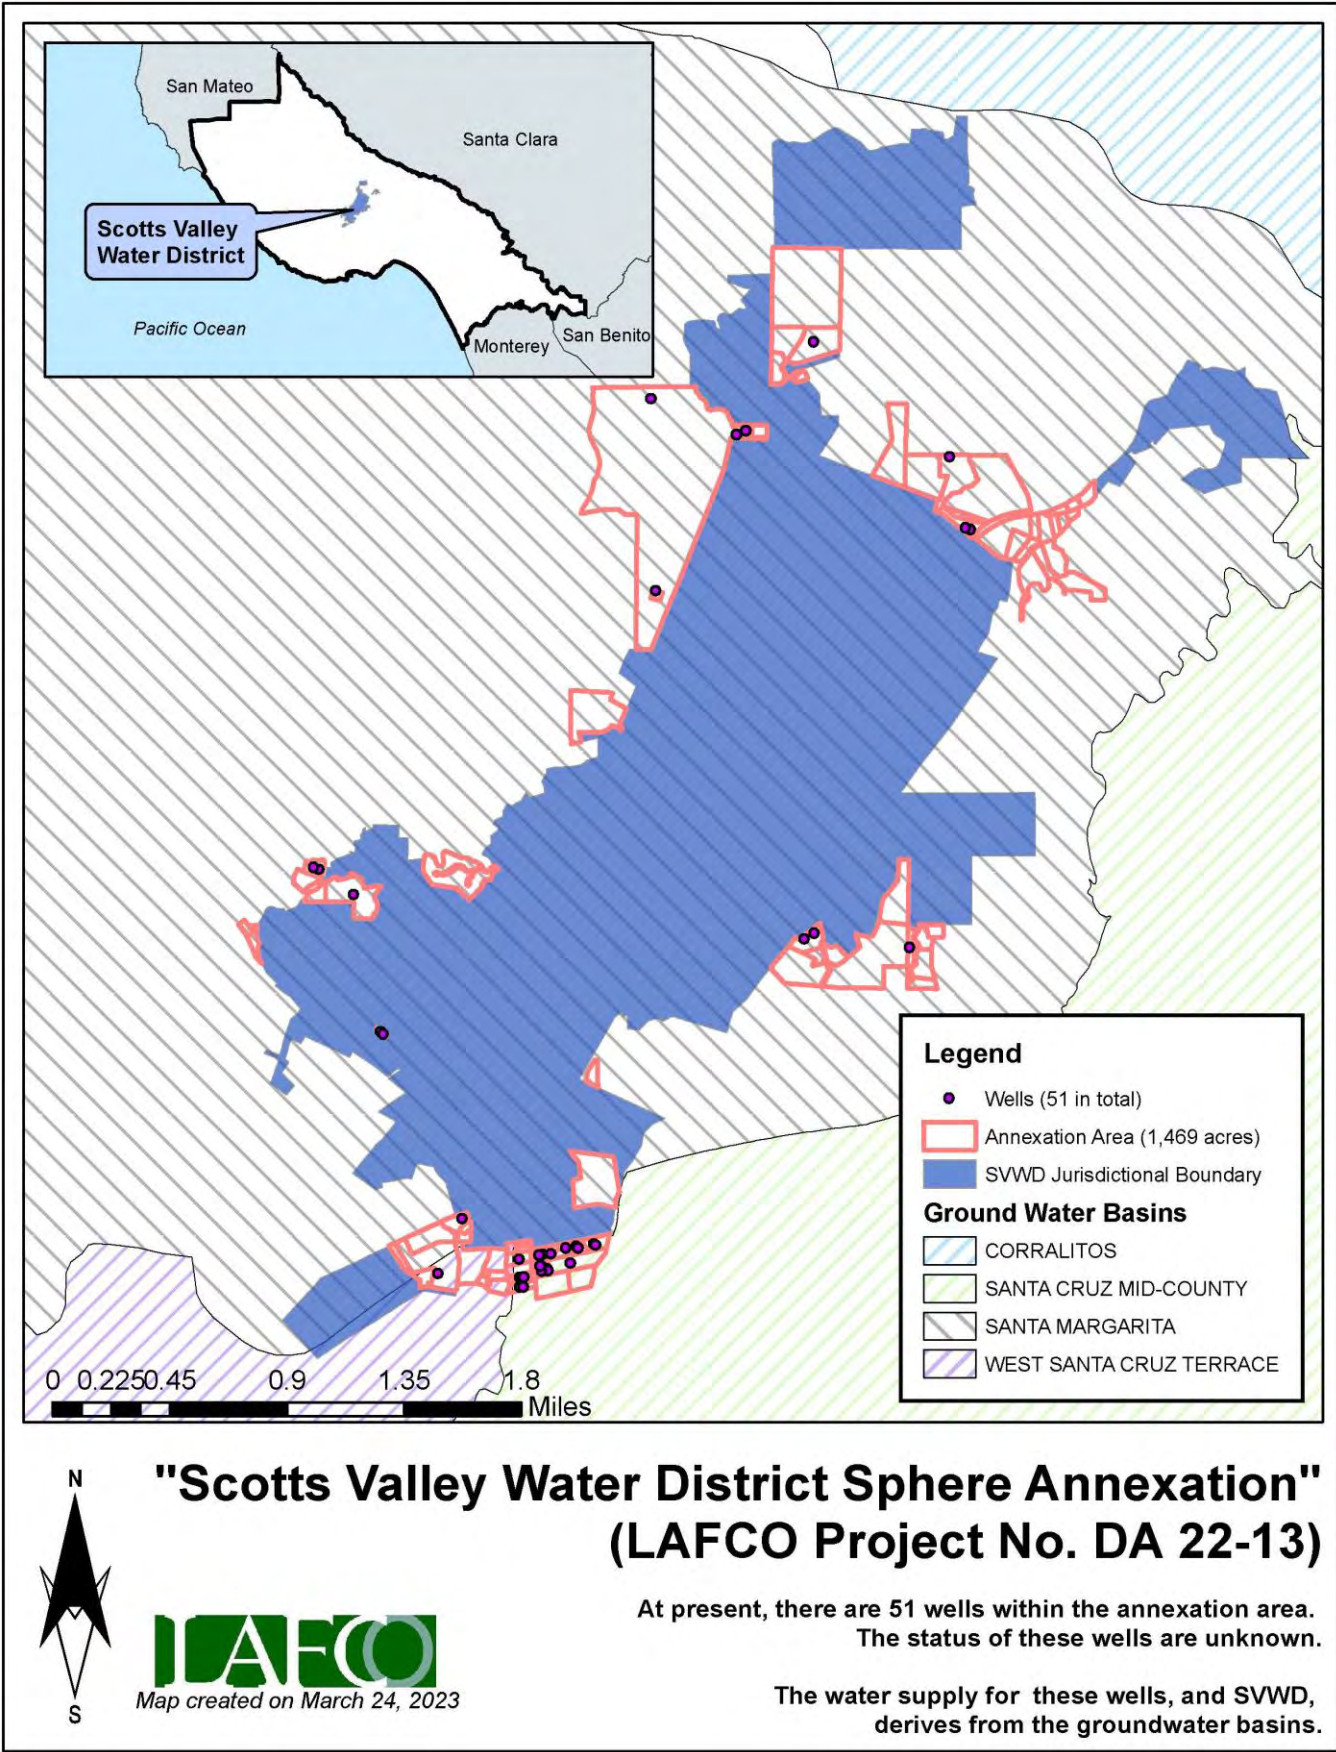 San Mateo
Santa Clara
Scotts Valley
Water District
Pacific Ocean
Monterey
San Benito
Legend
Wells (51 in total)
Annexation Area (1,469 acres)
SVWD Jurisdictional Boundary
Ground Water Basins
CORRALITOS
SANTA CRUZ MID-COUNTY
SANTA MARGARITA
WEST SANTA CRUZ TERRACE
0 0.225 0.45 0.9 1.35 1.8
Miles
N
S
"Scotts Valley Water District Sphere Annexation"
(LAFCO Project No. DA 22-13)
At present, there are 51 wells within the annexation area.
The status of these wells are unknown.
The water supply for these wells, and SVWD,
derives from the groundwater basins.
LAFCO
Map created on March 24, 2023